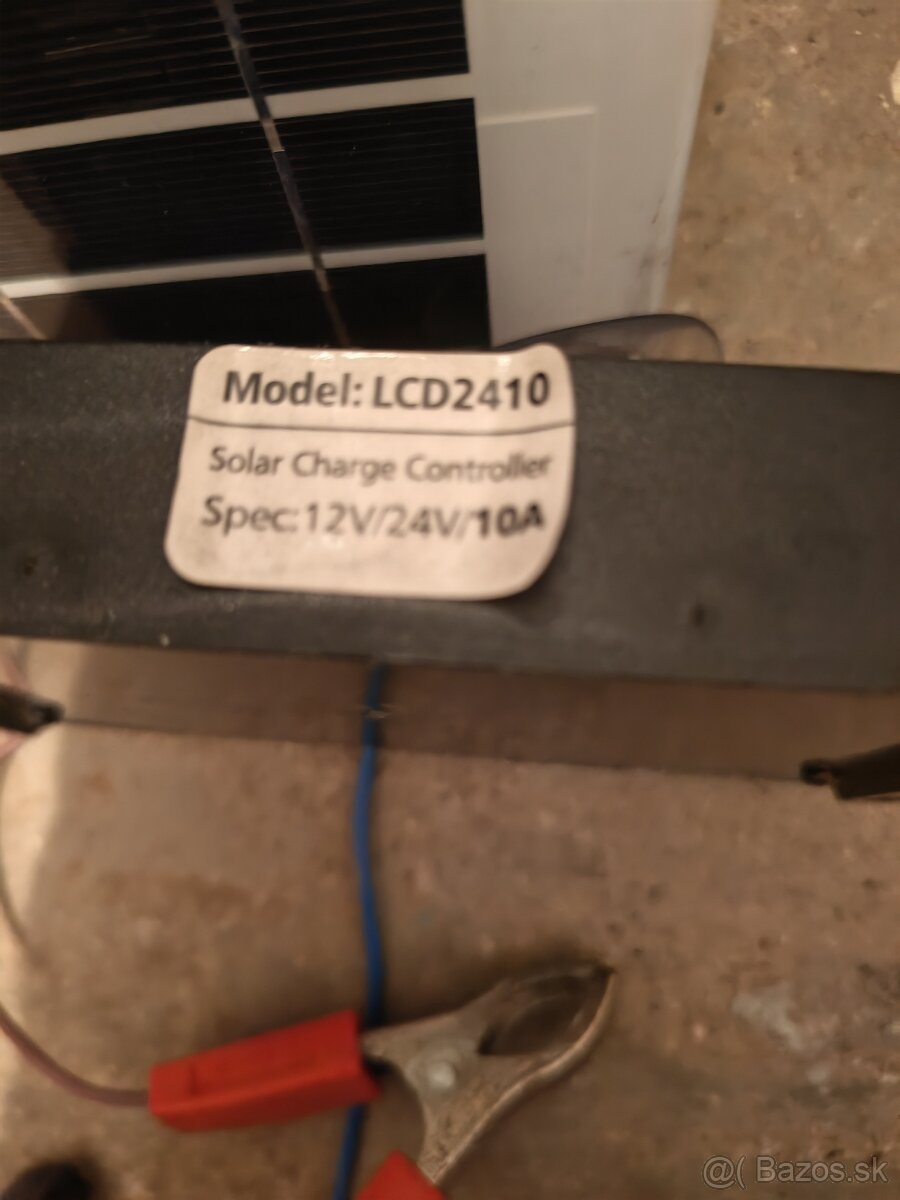 Model: LCD2410
Solar Charge Controller
Spec:12V/24V/10A
@( Bazos.sk